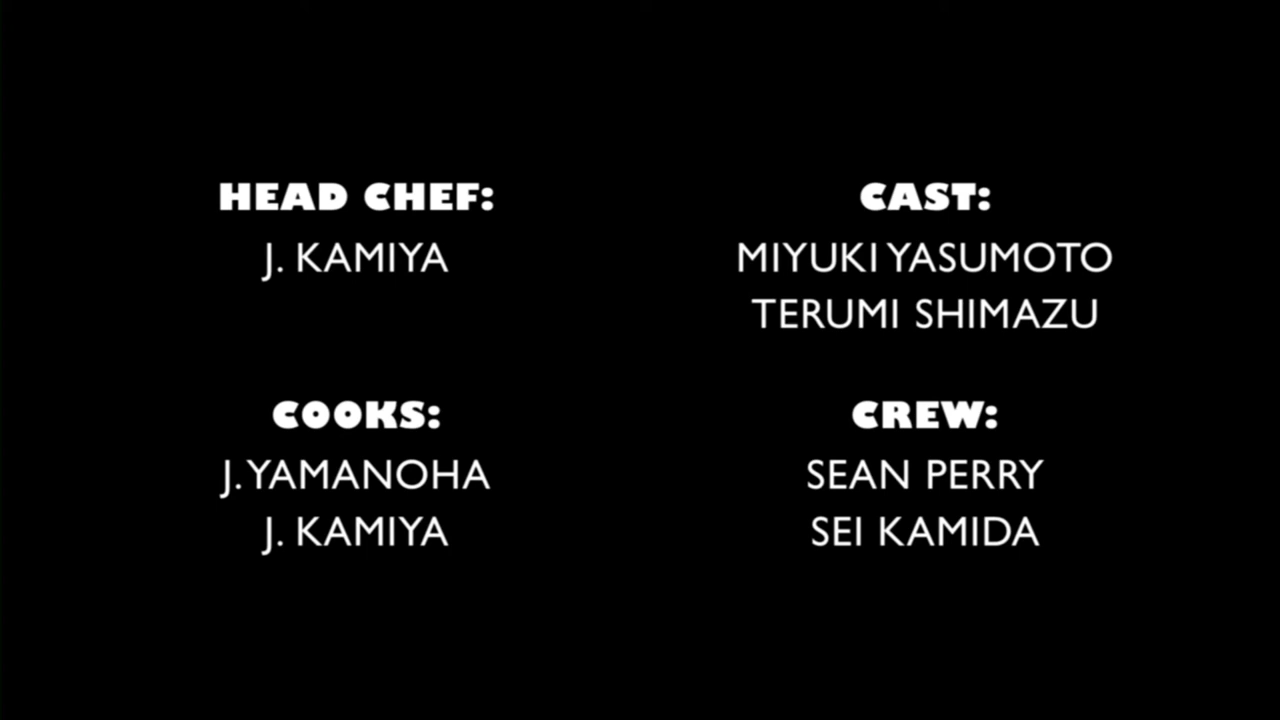 HEAD CHEF:
J. KAMIYA
COOKS:
J. YAMANOHA
J. KAMIYA
CAST:
MIYUKI YASUMOTO
TERUMI SHIMAZU
CREW:
SEAN PERRY
SEI KAMIDA